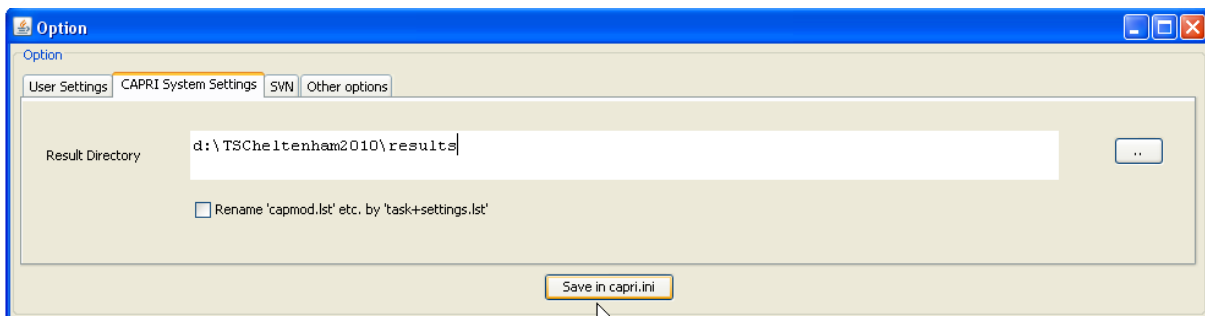 Option
Option
User Settings CAPRI System Settings SVN Other options
Result Directory d:\TSCheltenham2010\results ..
Rename 'capmod.lst' etc. by 'task+settings.lst'
Save in capri.ini